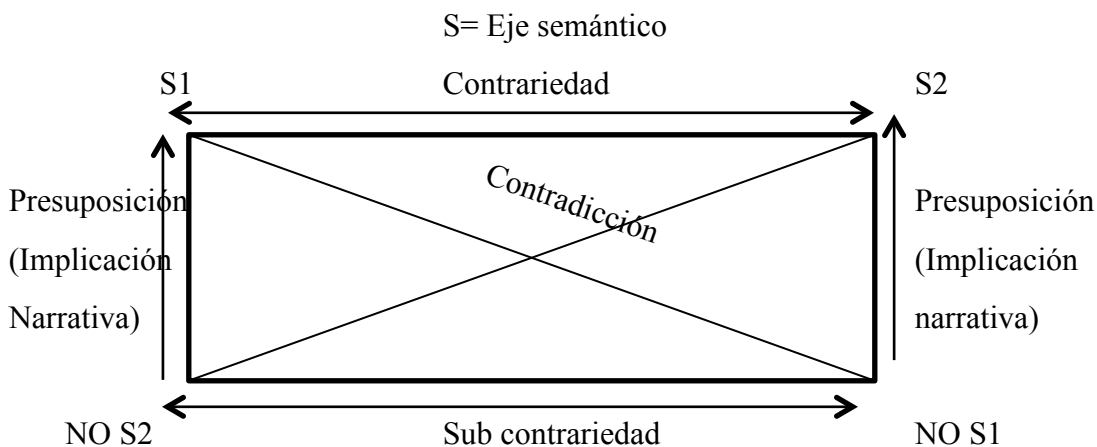 S= Eje semántico
S1 Contrariedad S2
Contradicción
Presuposición Presuposición
(Implicación (Implicación
Narrativa) narrativa)
NO S2 Sub contrariedad NO S1